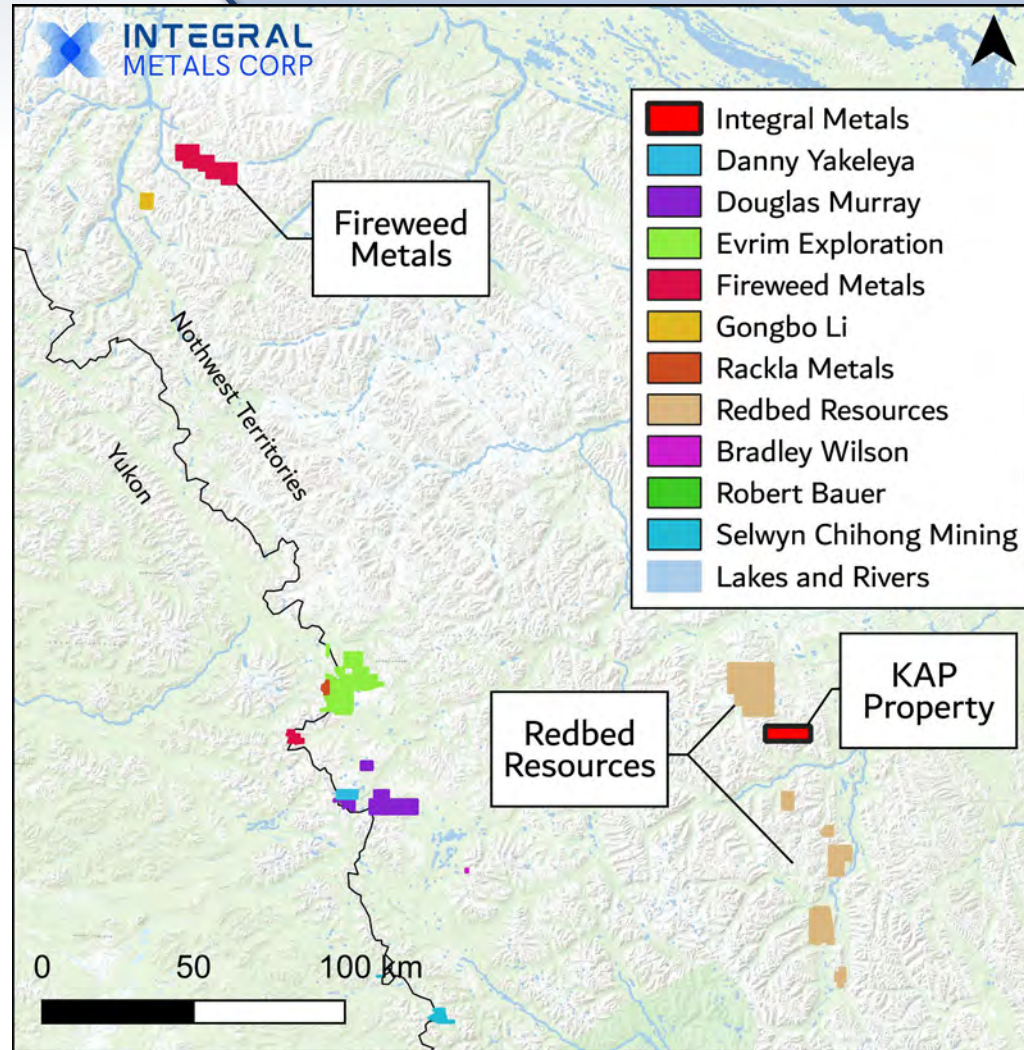 INTEGRAL
METALS CORP
Integral Metals
Danny Yakeleya
Douglas Murray
Evrim Exploration
Fireweed Metals
Gongbo Li
Rackla Metals
Redbed Resources
Bradley Wilson
Robert Bauer
Selwyn Chihong Mining
Lakes and Rivers
Fireweed
Metals
Nothwest Territories
Yukon
KAP
Property
Redbed
Resources
0 50 100 km